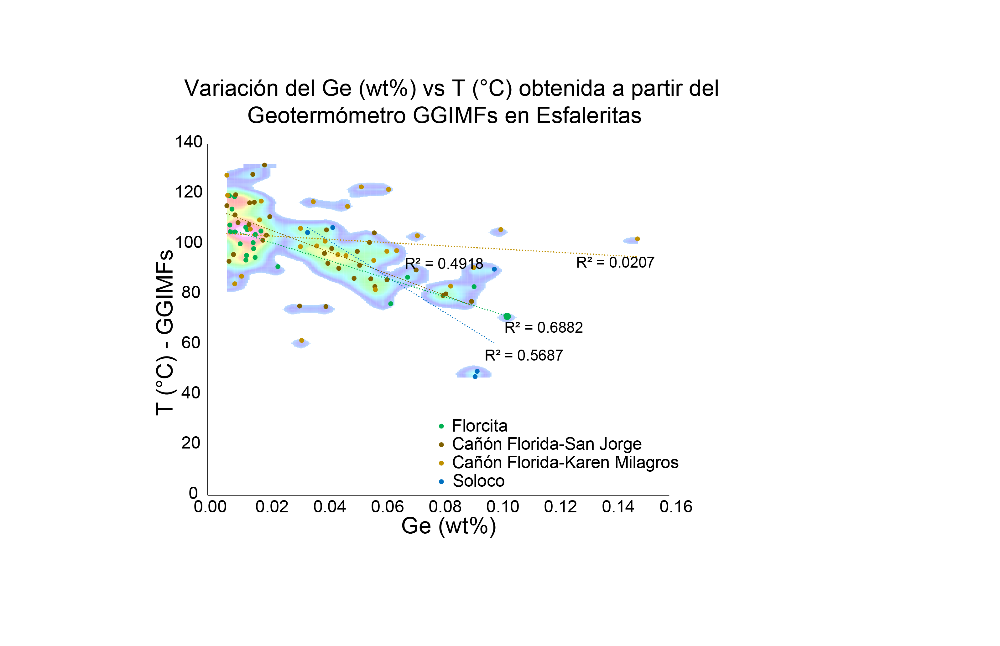 Variación del Ge (wt%) vs T (°C) obtenida a partir del
Geotermómetro GGIMFs en Esfaleritas
T (°C) - GGIMFs
140
120
100
80
60
40
20
0
R² = 0.4918
R² = 0.0207
R² = 0.6882
R² = 0.5687
Florcita
Cañón Florida-San Jorge
Cañón Florida-Karen Milagros
Soloco
0.00 0.02 0.04 0.06 0.08 0.10 0.12 0.14 0.16
Ge (wt%)